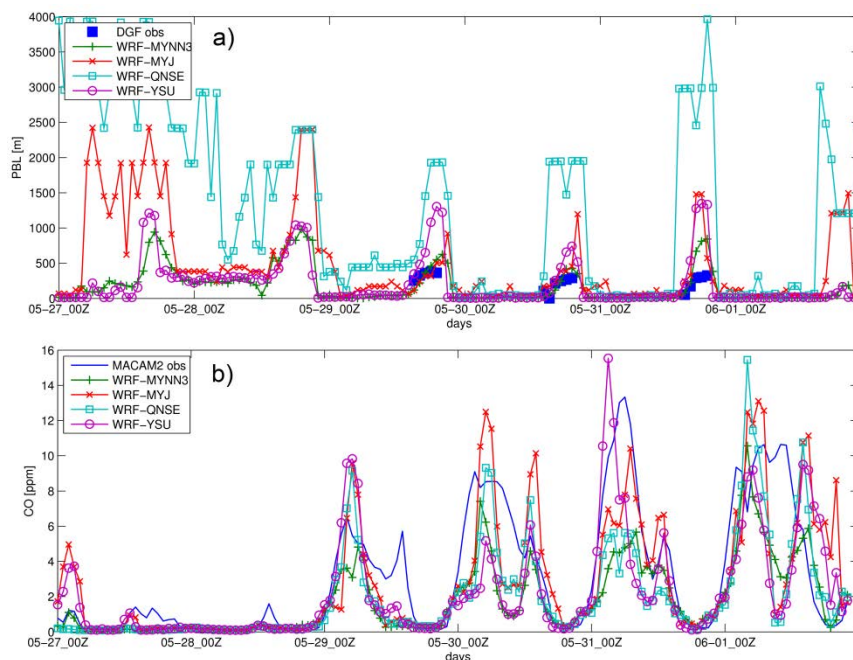 4000
3500
3000
2500
2000
1500
1000
500
0
PBL [m]
a)
DGF obs
WRF-MYNN3
WRF-MYJ
WRF-QNSE
WRF-YSU
05-27_00Z
05-28_00Z
05-29_00Z
05-30_00Z
05-31_00Z
06-01_00Z
days
16
14
12
10
8
6
4
2
0
CO [ppm]
b)
MACAM2 obs
WRF-MYNN3
WRF-MYJ
WRF-QNSE
WRF-YSU
05-27_00Z
05-28_00Z
05-29_00Z
05-30_00Z
05-31_00Z
06-01_00Z
days